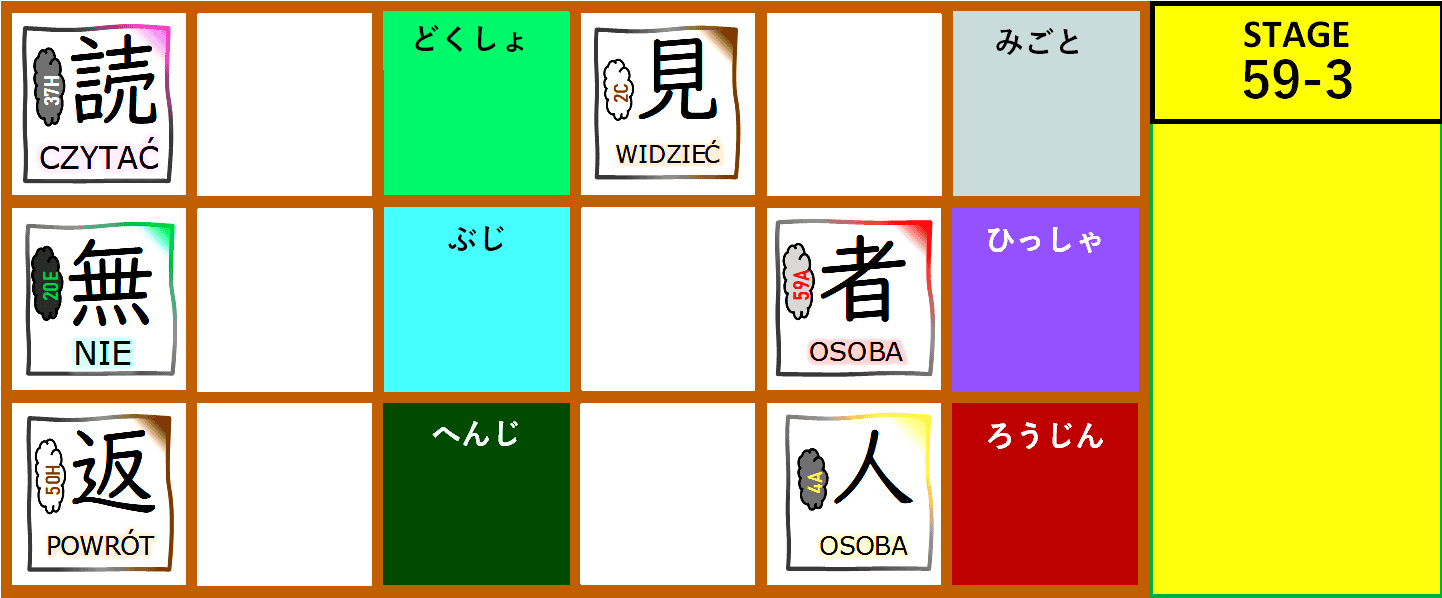 読
37H
CZYTAĆ
どくしょ
見
2C
WIDZIEĆ
みごと
STAGE
59-3
無
20E
NIE
ぶじ
者
59A
OSOBA
ひっしゃ
返
50H
POWRÓT
へんじ
人
4A
OSOBA
ろうじん